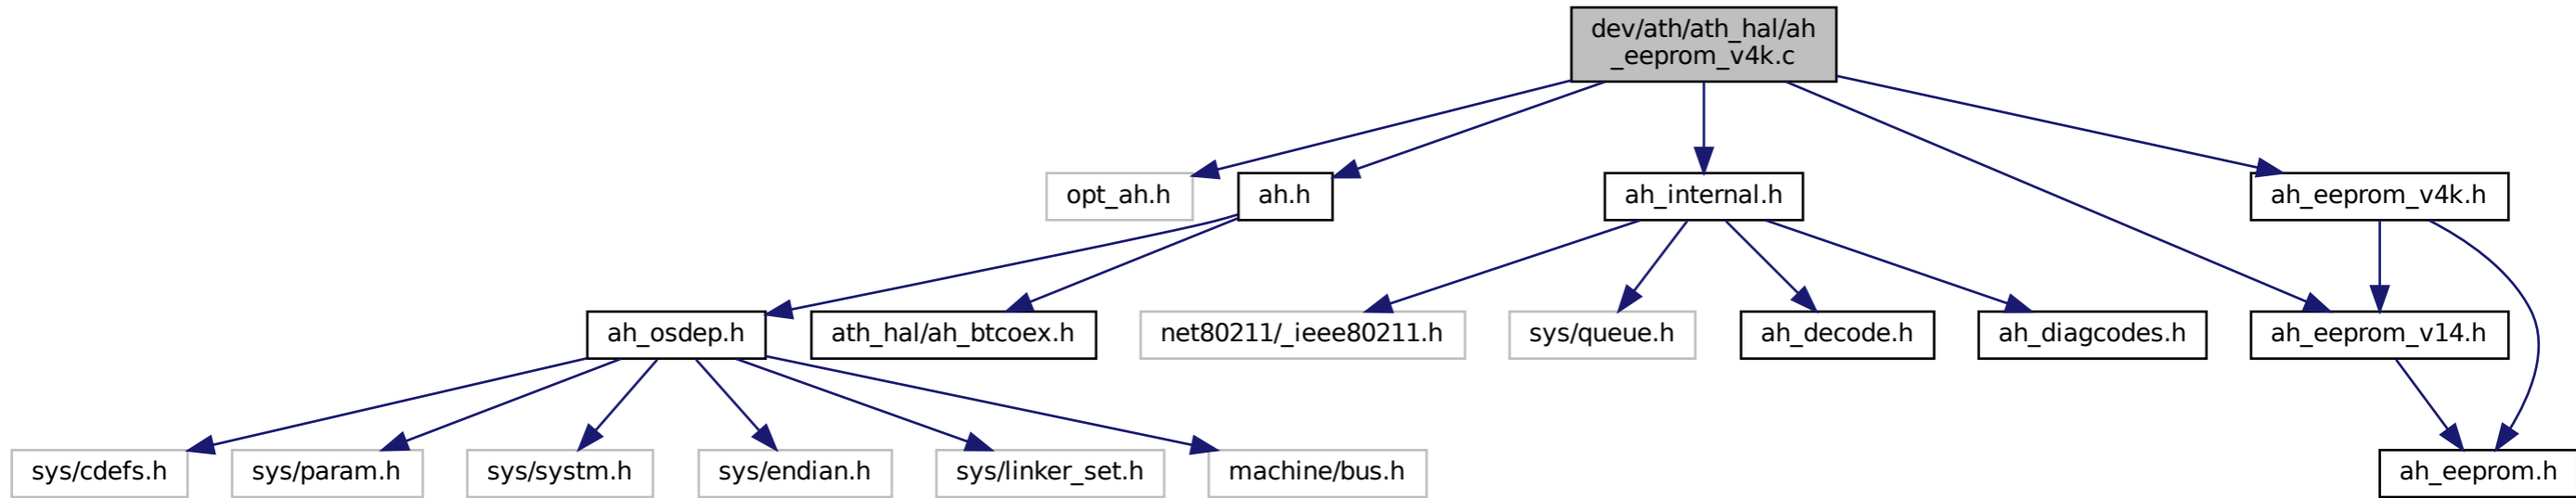 dev/ath/ath_hal/ah
_eeprom_v4k.c
opt_ah.h
ah.h
ah_internal.h
ah_eeprom_v4k.h
ah_osdep.h
ath_hal/ah_btcoex.h
net80211/_ieee80211.h
sys/queue.h
ah_decode.h
ah_diagcodes.h
ah_eeprom_v14.h
sys/cdefs.h
sys/param.h
sys/systm.h
sys/endian.h
sys/linker_set.h
machine/bus.h
ah_eeprom.h